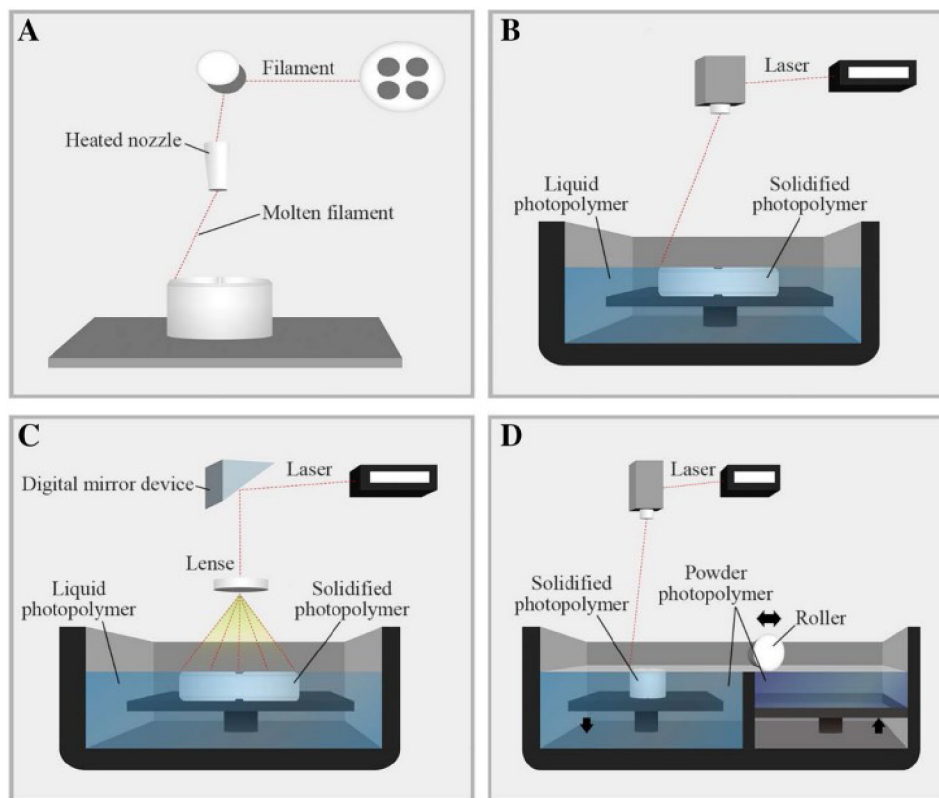 A
Filament
Heated nozzle
Molten filament
B
Laser
Liquid
photopolymer
Solidified
photopolymer
C
Laser
Digital mirror device
Lense
Liquid
photopolymer
Solidified
photopolymer
D
Laser
Solidified
photopolymer
Powder
photopolymer
Roller